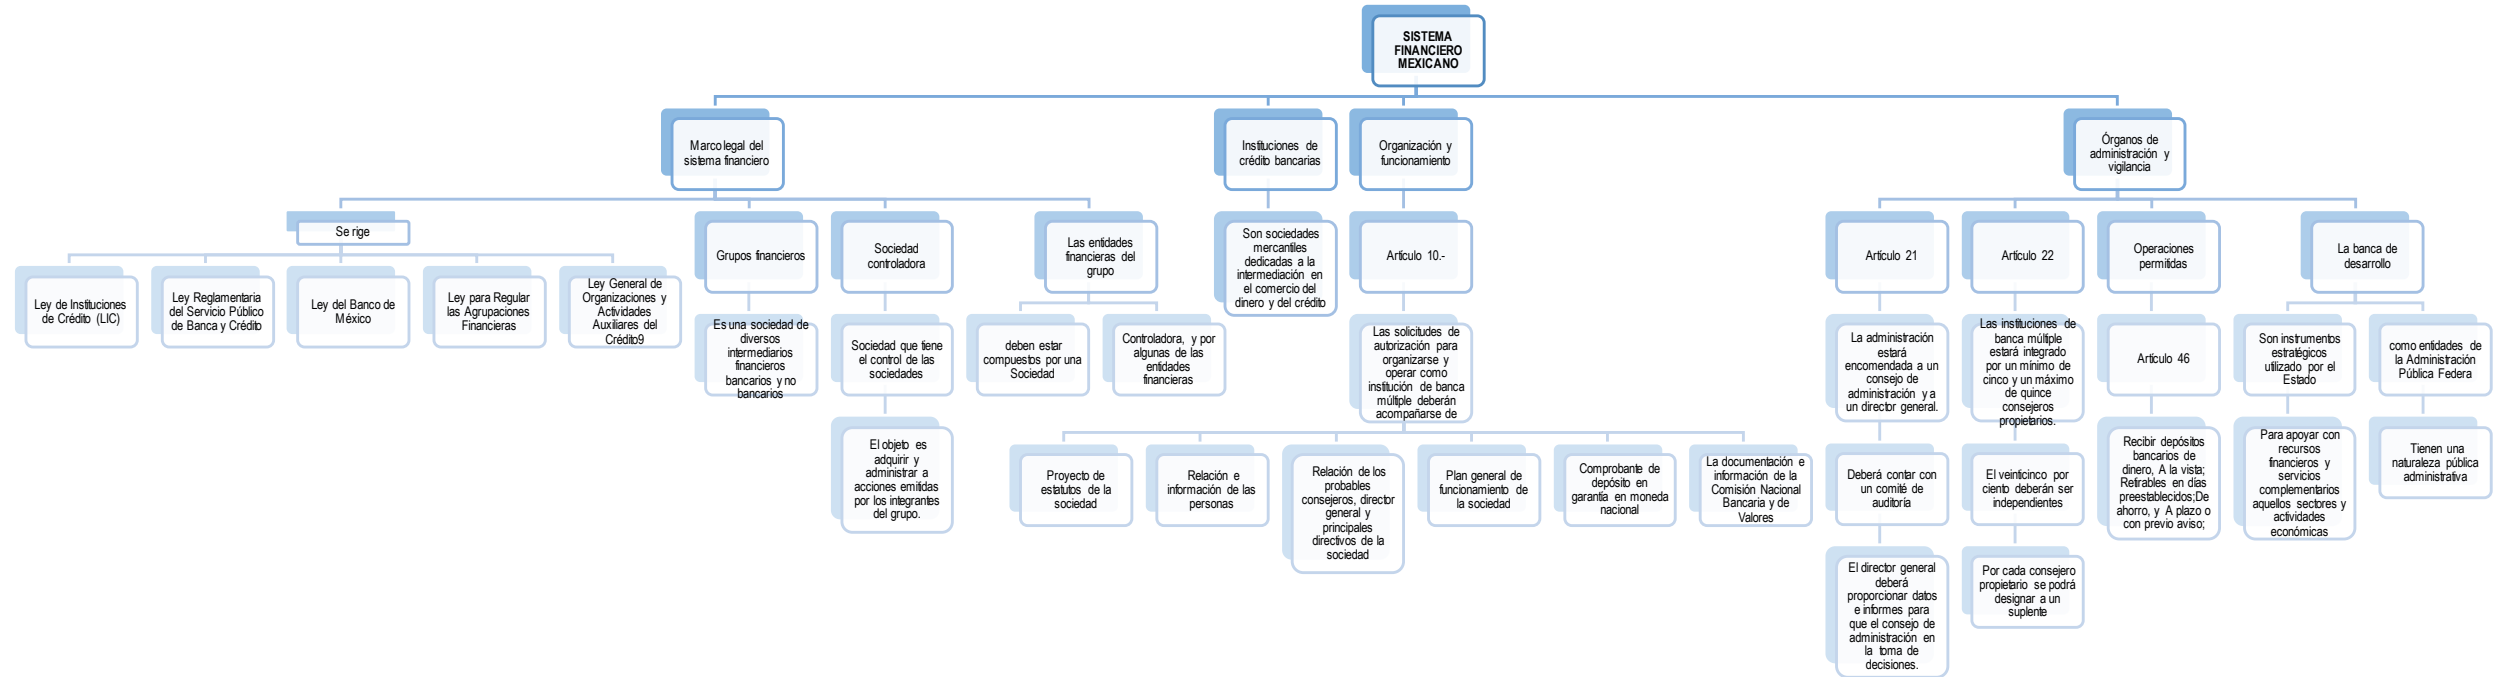 SISTEMA
FINANCIERO
MEXICANO
Marco legal del
sistema financiero
Instituciones de
crédito bancarias
Organización y
funcionamiento
Órganos de
administración y
vigilancia
Se rige
Grupos financieros
Sociedad
controladora
Las entidades
financieras del
grupo
Son sociedades
mercantiles
dedicadas a la
intermediación en
el comercio del
dinero y del crédito
Artículo 10.-
Artículo 21
Artículo 22
Operaciones
permitidas
La banca de
desarrollo
Ley de Instituciones
de Crédito (LIC)
Ley Reglamentaria
del Servicio Público
de Banca y Crédito
Ley del Banco de
México
Ley para Regular
las Agrupaciones
Financieras
Ley General de
Organizaciones y
Actividades
Auxiliares del
Crédito9
Es una sociedad de
diversos
intermediarios
financieros
bancarios y no
bancarios
Sociedad que tiene
el control de las
sociedades
deben estar
compuestos por una
Sociedad
Controladora, y por
algunas de las
entidades
financieras
Las solicitudes de
autorización para
organizarse y
operar como
institución de banca
múltiple deberán
acompañarse de
La administración
estará
encomendada a un
consejo de
administración y a
un director general.
Las instituciones de
banca múltiple
estará integrado
por un mínimo de
cinco y un máximo
de quince
consejeros
propietarios.
Artículo 46
Son instrumentos
estratégicos
utilizado por el
Estado
como entidades de
la Administración
Pública Federa
El objeto es
adquirir y
administrar a
acciones emitidas
por los integrantes
del grupo.
Proyecto de
estatutos de la
sociedad
Relación e
información de las
personas
Relación de los
probables
consejeros, director
general y
principales
directivos de la
sociedad
Plan general de
funcionamiento de
la sociedad
Comprobante de
depósito en
garantía en moneda
nacional
La documentación e
información de la
Comisión Nacional
Bancaria y de
Valores
Deberá contar con
un comité de
auditoría
El veinticinco por
ciento deberán ser
independientes
Recibir depósitos
bancarios de
dinero, A la vista;
Retirables en días
preestablecidos;De
ahorro, y A plazo o
con previo aviso;
Para apoyar con
recursos
financieros y
servicios
complementarios
aquellos sectores y
actividades
económicas
Tienen una
naturaleza pública
administrativa
El director general
deberá
proporcionar datos
e informes para
que el consejo de
administración en
la toma de
decisiones.
Por cada consejero
propietario se podrá
designar a un
suplente